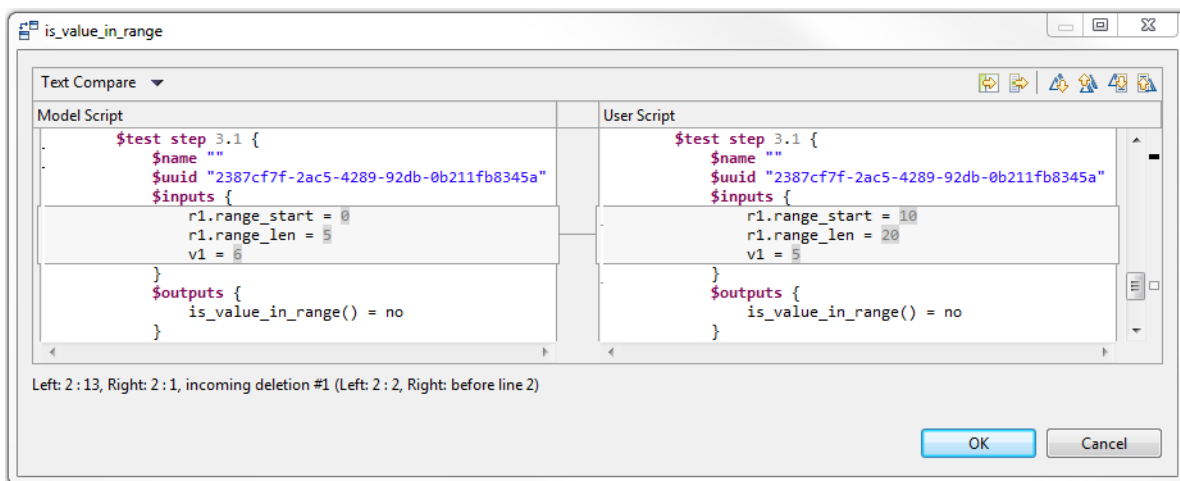 is_value_in_range
Text Compare
Model Script
$test step 3.1 {
$name ""
$uuid "2387cf7f-2ac5-4289-92db-0b211fb8345a"
$inputs {
r1.range_start = 0
r1.range_len = 5
v1 = 6
}
$outputs {
is_value_in_range() = no
}
User Script
$test step 3.1 {
$name ""
$uuid "2387cf7f-2ac5-4289-92db-0b211fb8345a"
$inputs {
r1.range_start = 10
r1.range_len = 20
v1 = 5
}
$outputs {
is_value_in_range() = no
}
Left: 2 : 13, Right: 2 : 1, incoming deletion #1 (Left: 2 : 2, Right: before line 2)
OK
Cancel